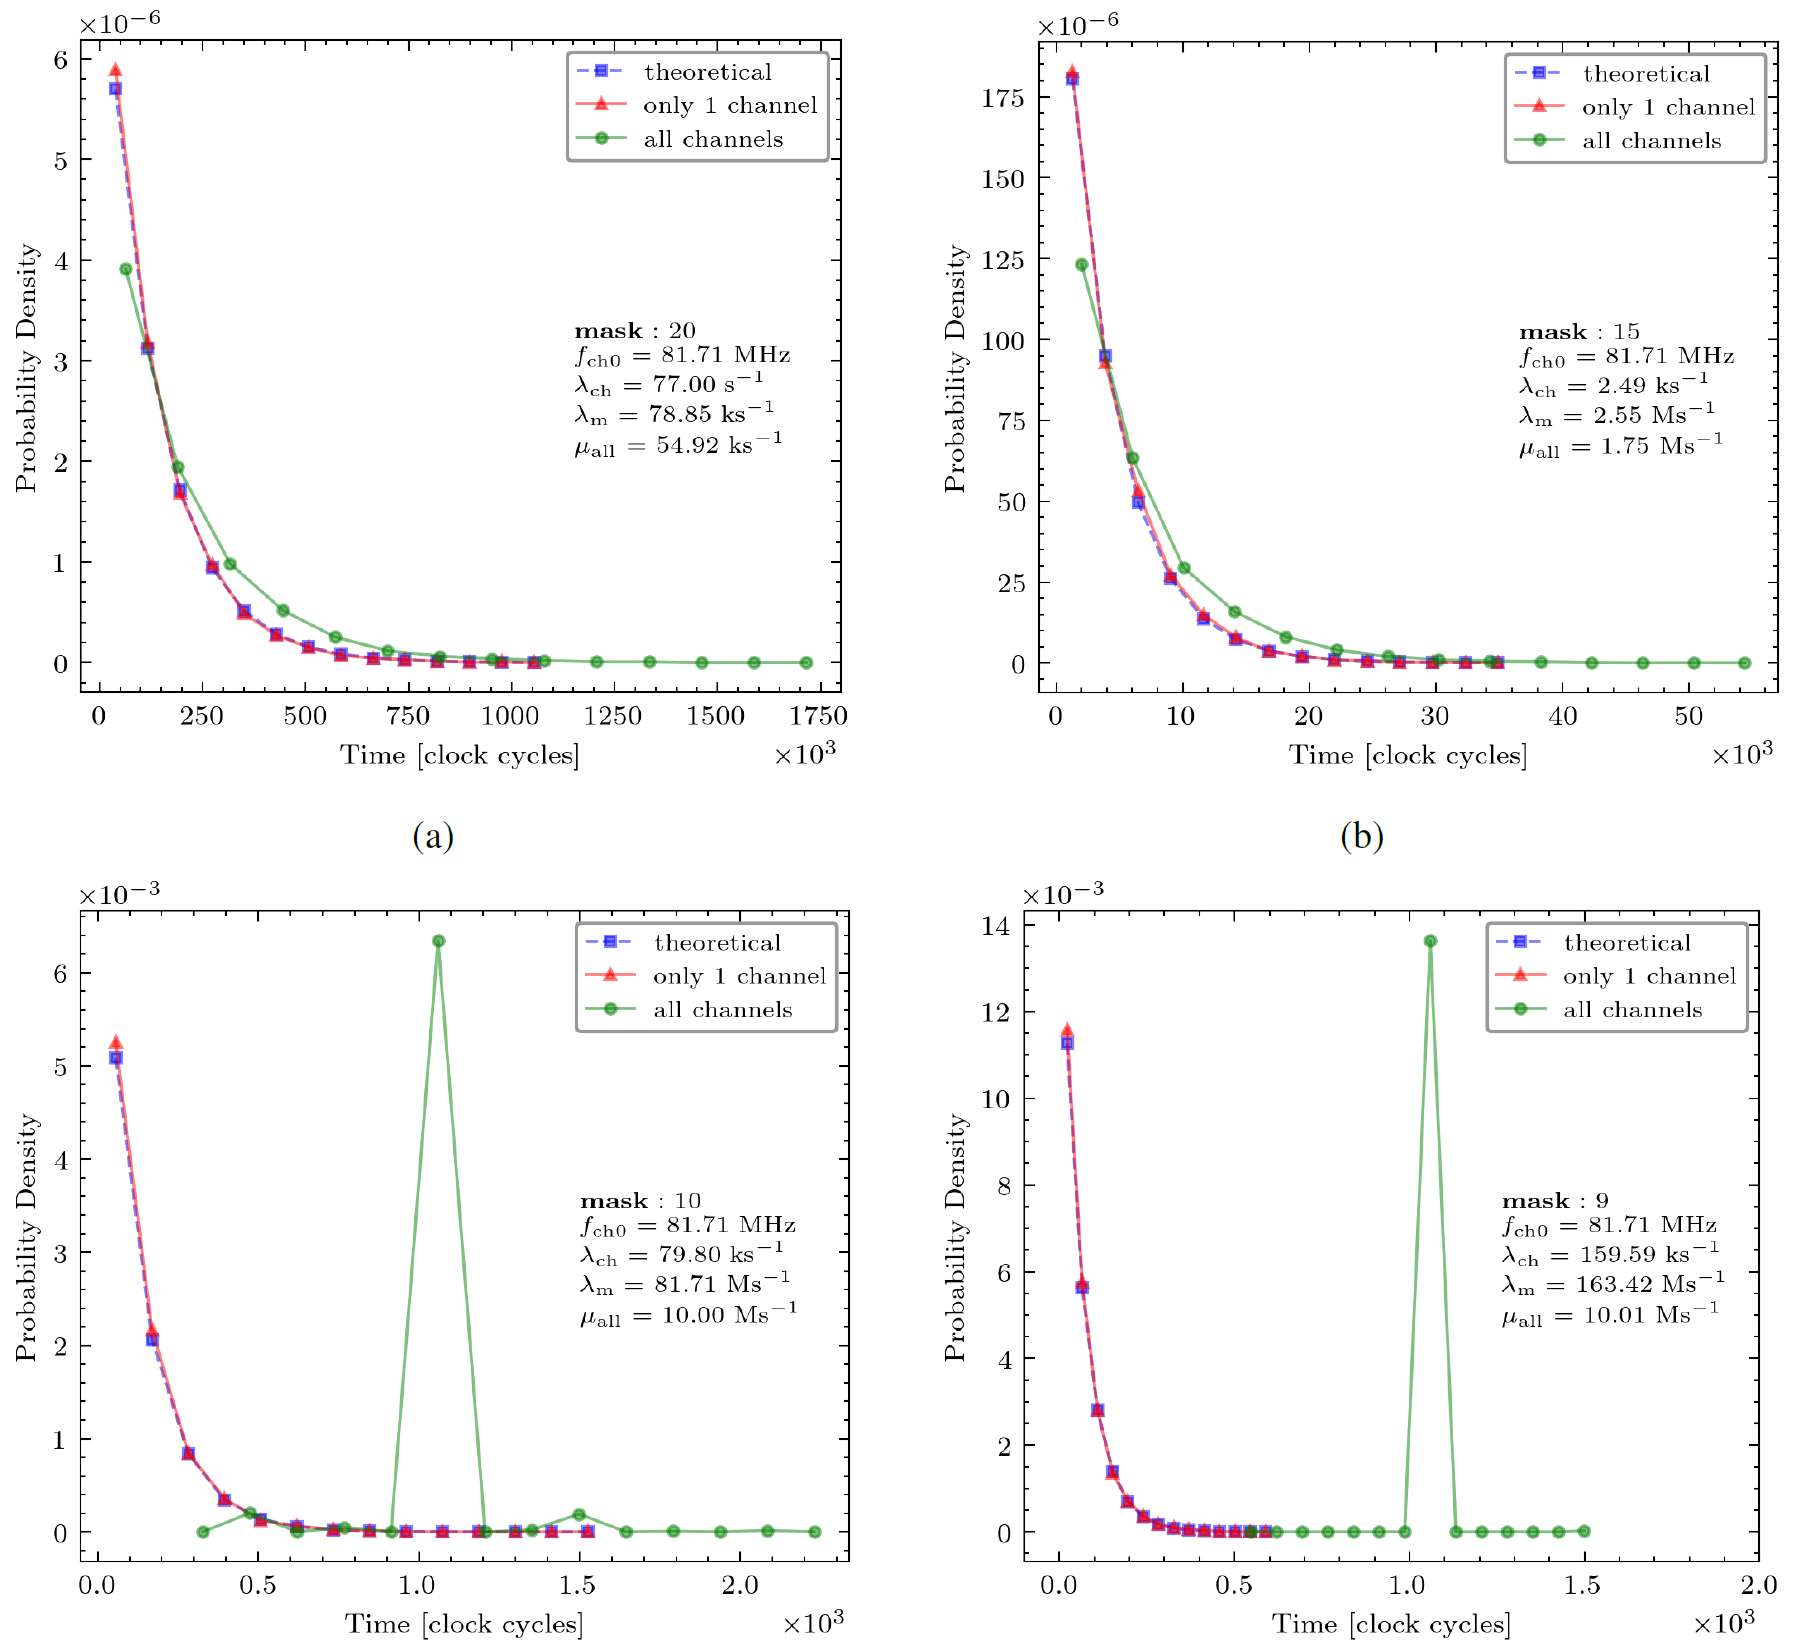 ×10⁻⁶
6
5
4
3
2
1
0
0 250 500 750 1000 1250 1500 1750
Probability Density
Time [clock cycles]
×10³
theoretical
only 1 channel
all channels
mask : 20
f_ch0 = 81.71 MHz
λ_ch = 77.00 s⁻¹
λ_m = 78.85 ks⁻¹
μ_all = 54.92 ks⁻¹
(a)
×10⁻⁶
175
150
125
100
75
50
25
0
0 10 20 30 40 50
Probability Density
Time [clock cycles]
×10³
theoretical
only 1 channel
all channels
mask : 15
f_ch0 = 81.71 MHz
λ_ch = 2.49 ks⁻¹
λ_m = 2.55 Ms⁻¹
μ_all = 1.75 Ms⁻¹
(b)
×10⁻³
6
5
4
3
2
1
0
0.0 0.5 1.0 1.5 2.0
Probability Density
Time [clock cycles]
×10³
theoretical
only 1 channel
all channels
mask : 10
f_ch0 = 81.71 MHz
λ_ch = 79.80 ks⁻¹
λ_m = 81.71 Ms⁻¹
μ_all = 10.00 Ms⁻¹
×10⁻³
14
12
10
8
6
4
2
0
0.0 0.5 1.0 1.5 2.0
Probability Density
Time [clock cycles]
×10³
theoretical
only 1 channel
all channels
mask : 9
f_ch0 = 81.71 MHz
λ_ch = 159.59 ks⁻¹
λ_m = 163.42 Ms⁻¹
μ_all = 10.01 Ms⁻¹